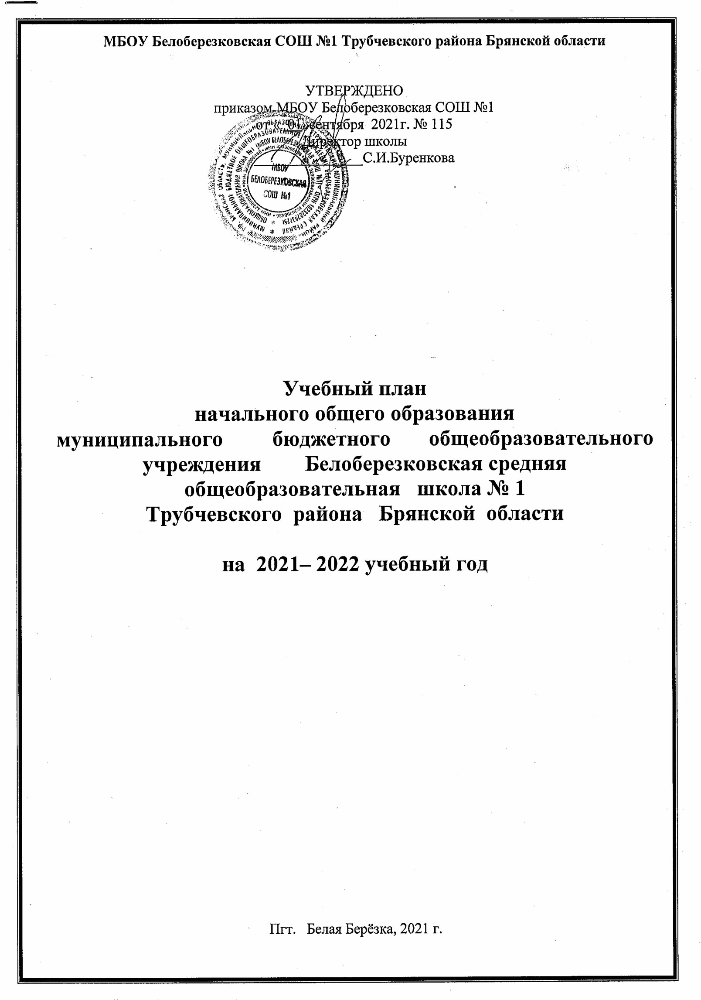 МБОУ Белоберезковская СОШ №1 Трубчевского района Брянской области
УТВЕРЖДЕНО
приказом МБОУ Белоберезковская СОШ №1
от « 01 »сентября 2021г. № 115
Директор школы
С.И.Буренкова
МБОУ
БЕЛОБЕРЕЗКОВСКАЯ
СОШ №1
Учебный план
начального общего образования
муниципального бюджетного общеобразовательного
учреждения Белоберезковская средняя
общеобразовательная школа № 1
Трубчевского района Брянской области
на 2021– 2022 учебный год
Пгт. Белая Берёзка, 2021 г.